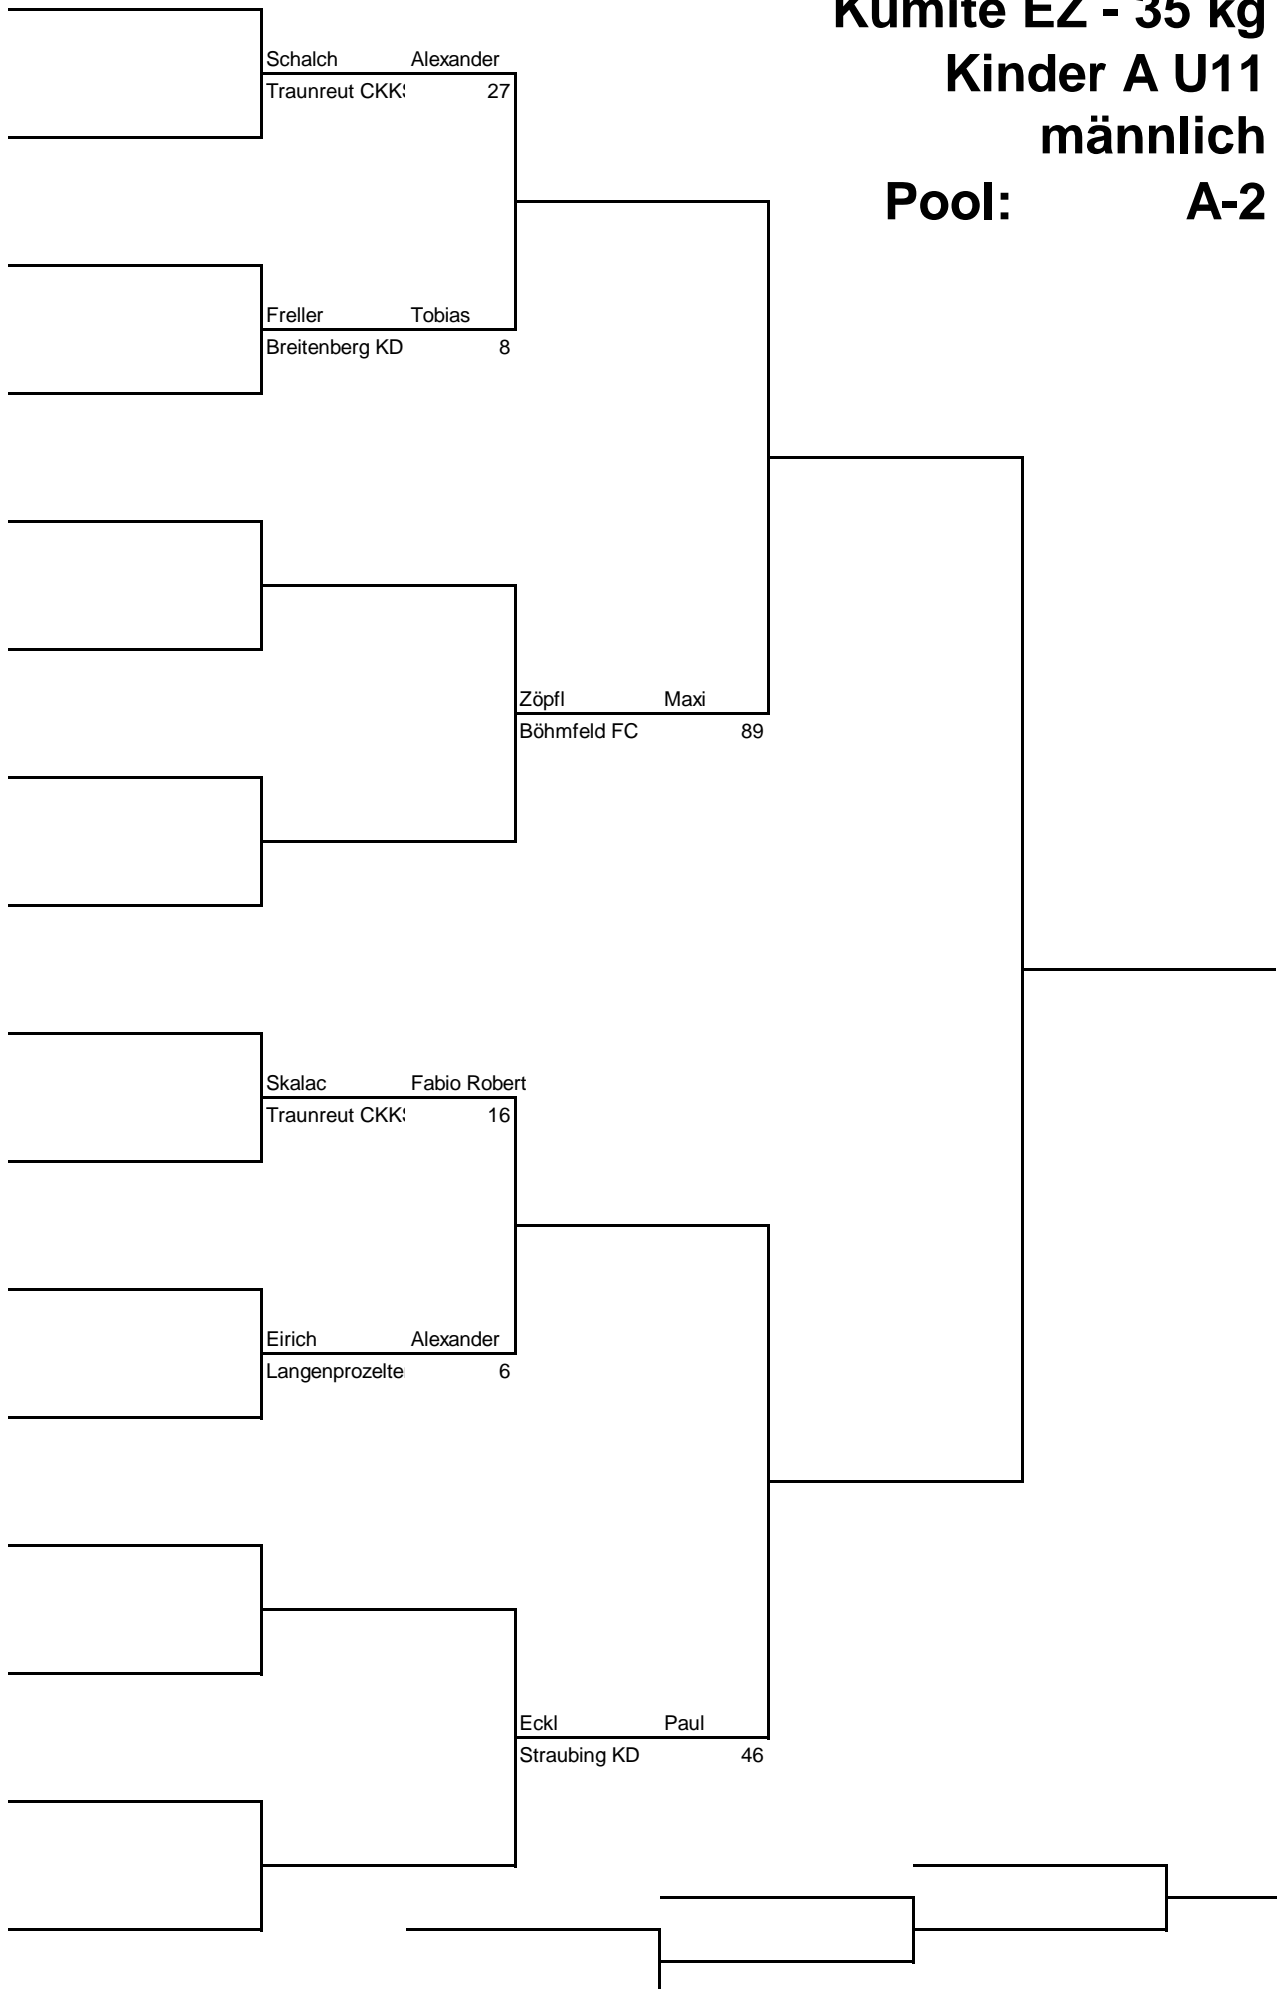 Kumite EZ - 35 kg
Kinder A U11
männlich
Pool: A-2
Schalch Alexander
Traunreut CKK 27
Freller Tobias
Breitenberg KD 8
Zöpfl Maxi
Böhmfeld FC 89
Skalac Fabio Robert
Traunreut CKK 16
Eirich Alexander
Langenprozelte 6
Eckl Paul
Straubing KD 46